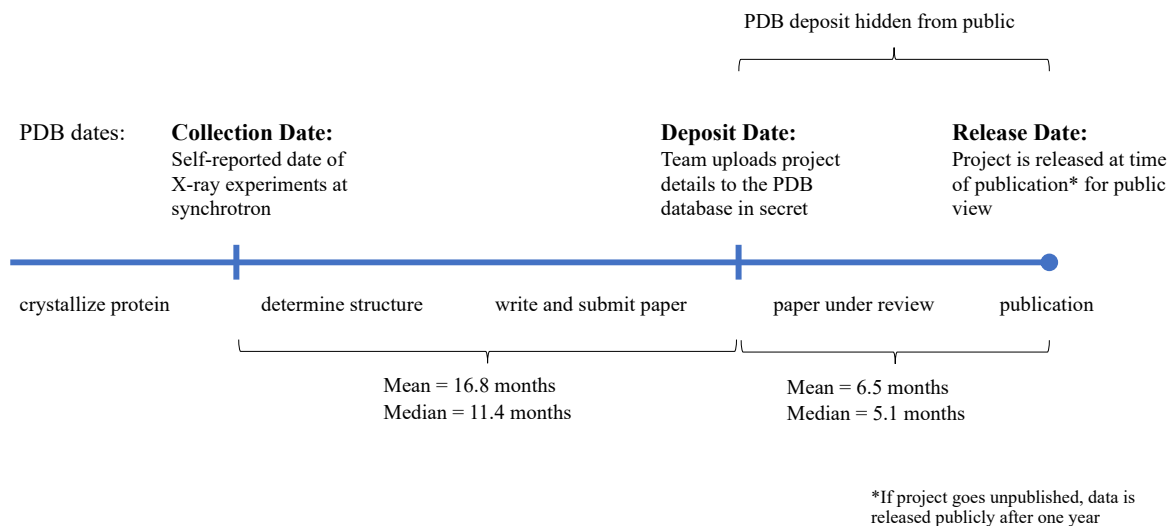 PDB deposit hidden from public
PDB dates:
Collection Date:
Self-reported date of
X-ray experiments at
synchrotron
Deposit Date:
Team uploads project
details to the PDB
database in secret
Release Date:
Project is released at time
of publication* for public
view
crystallize protein
determine structure
write and submit paper
paper under review
publication
Mean = 16.8 months
Median = 11.4 months
Mean = 6.5 months
Median = 5.1 months
*If project goes unpublished, data is
released publicly after one year